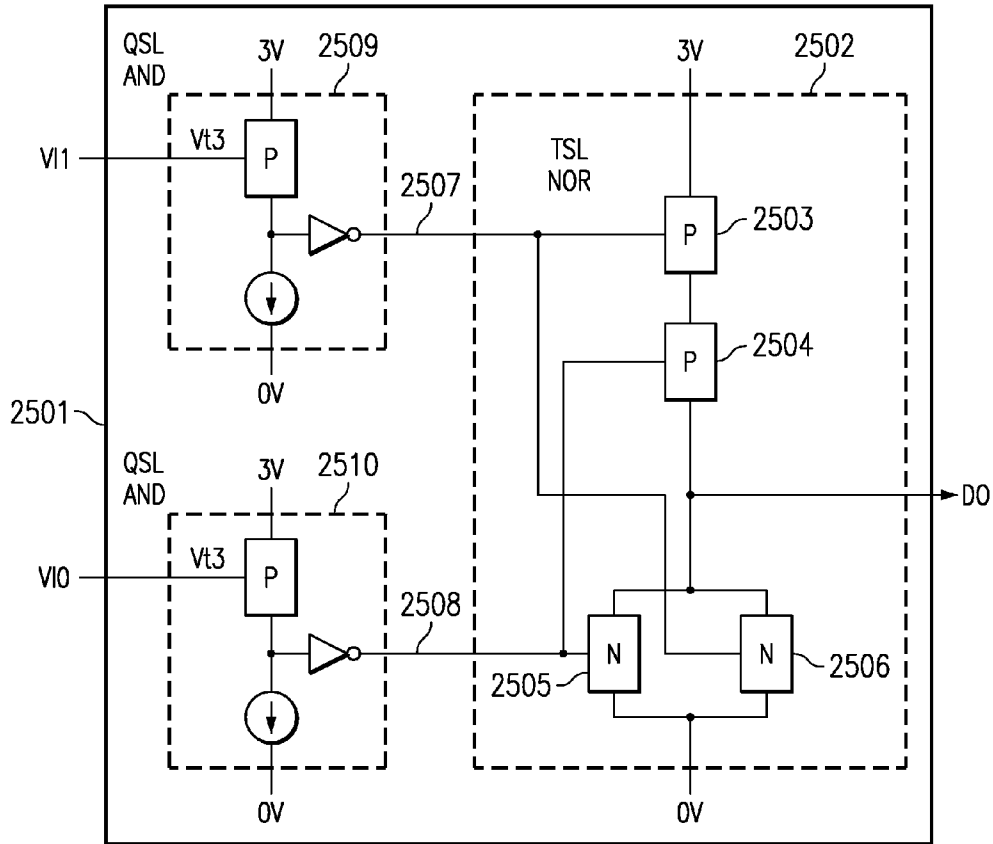 QSL
AND
3V
2509
3V
2502
VI1
Vt3
P
TSL
NOR
2507
P
2503
P
2504
0V
2501
QSL
AND
3V
2510
DO
VI0
Vt3
P
2508
N
2505
N
2506
0V
0V